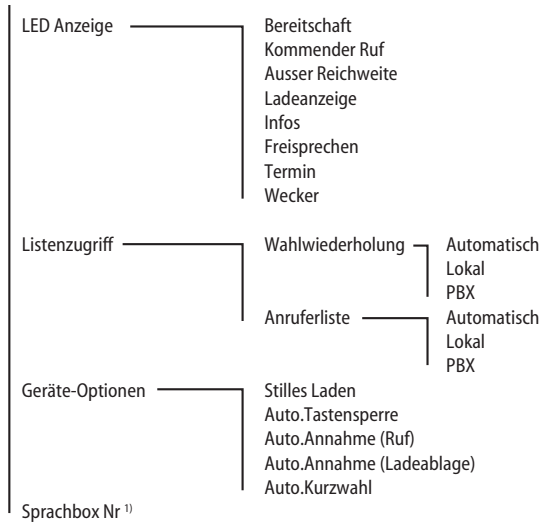 LED Anzeige Bereitschaft
Kommender Ruf
Ausser Reichweite
Ladeanzeige
Infos
Freisprechen
Termin
Wecker
Listenzugriff Wahlwiederholung Automatisch
Lokal
PBX
Anruferliste Automatisch
Lokal
PBX
Geräte-Optionen Stilles Laden
Auto.Tastensperre
Auto.Annahme (Ruf)
Auto.Annahme (Ladeablage)
Auto.Kurzwahl
Sprachbox Nr 1)